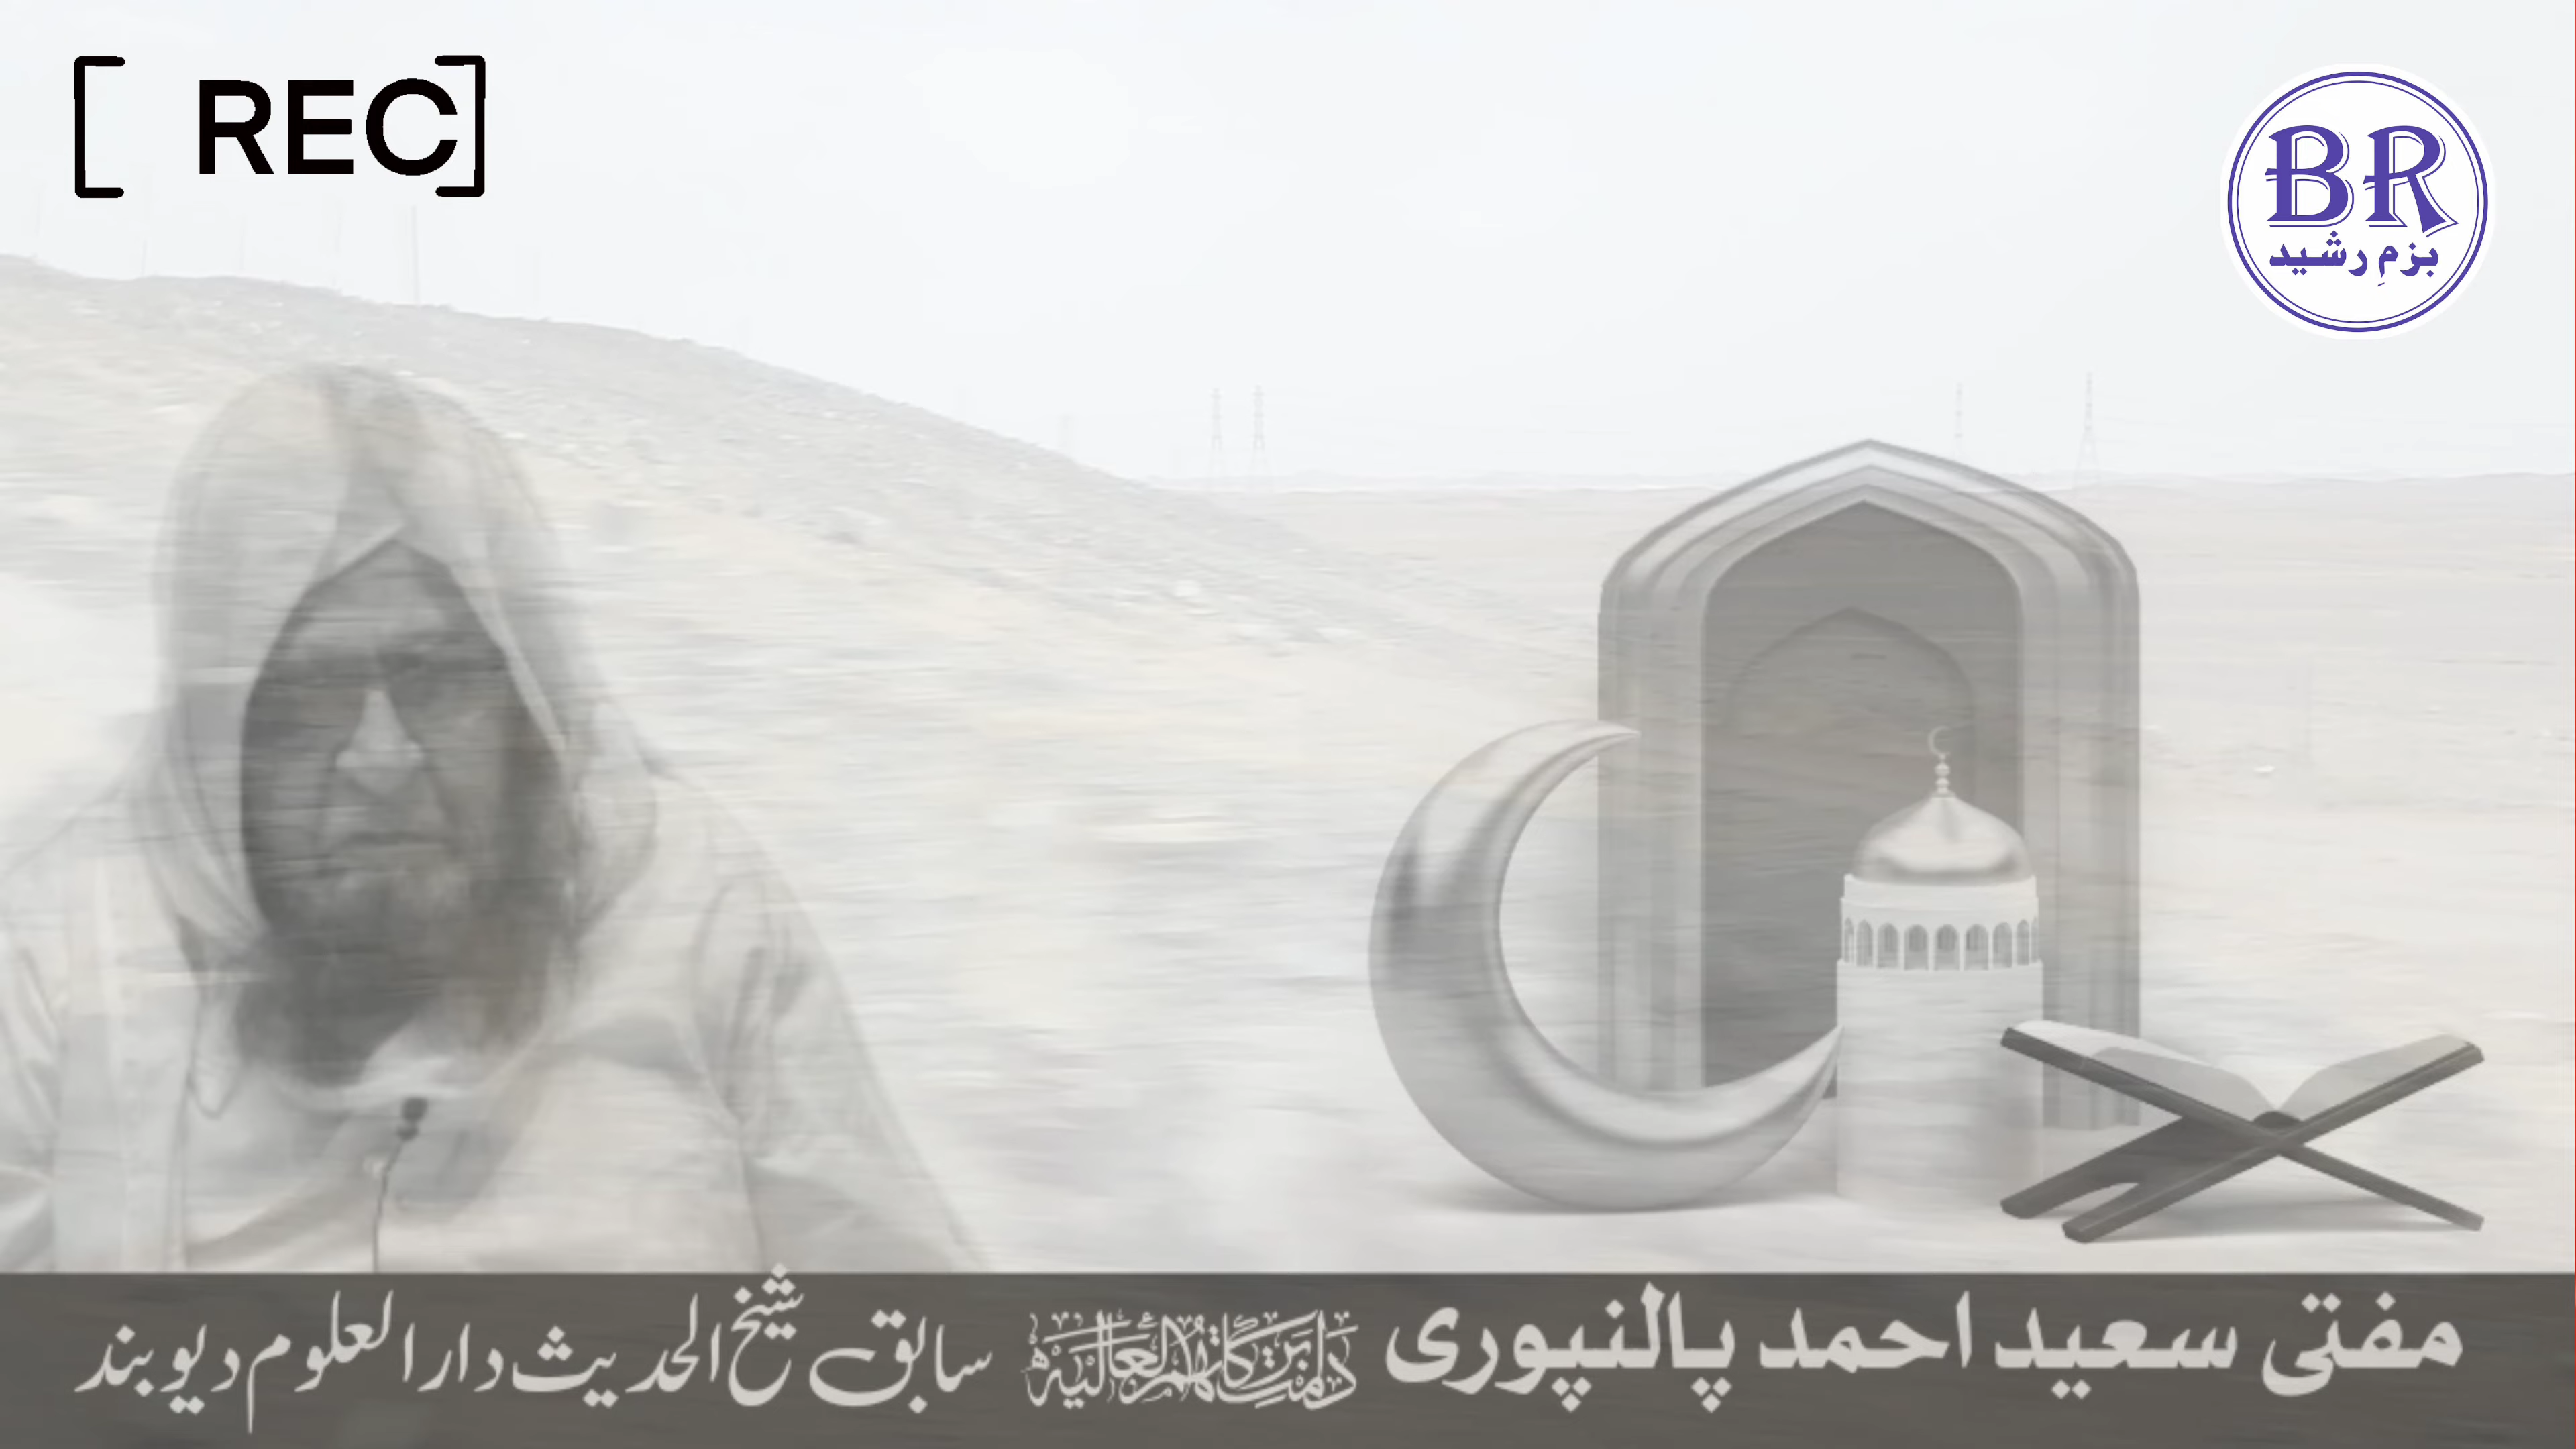 [ REC]
BR
بزمِ رشید
مفتی سعید احمد پالنپوری دامت برکاتہم العالیہ سابق شیخ الحدیث دارالعلوم دیوبند